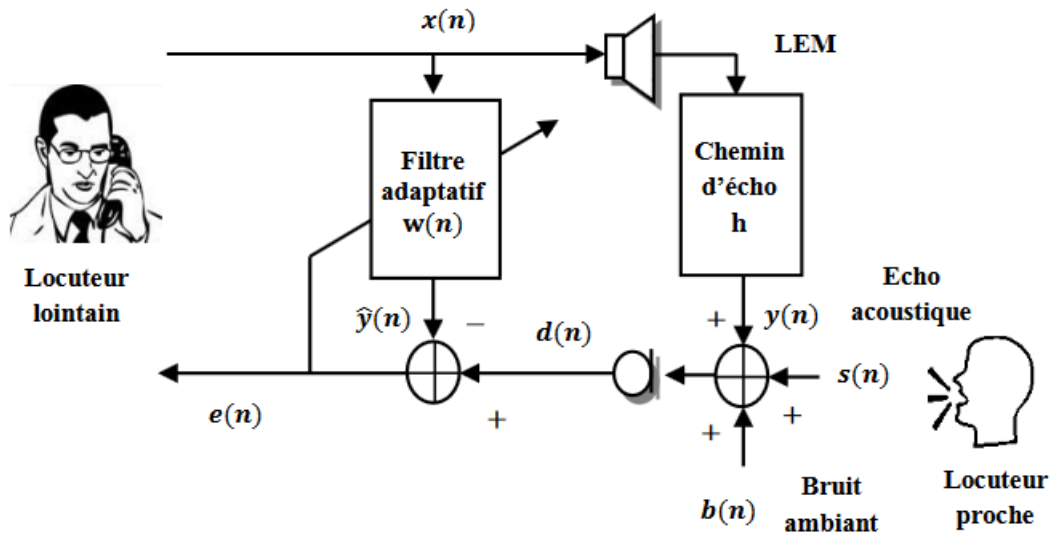 x(n)
LEM
Filtre
adaptatif
w(n)
Chemin
d'écho
h
Locuteur
lointain
Echo
acoustique
ŷ(n)
−
d(n)
+
y(n)
s(n)
e(n)
+
+
+
b(n)
Bruit
ambiant
Locuteur
proche